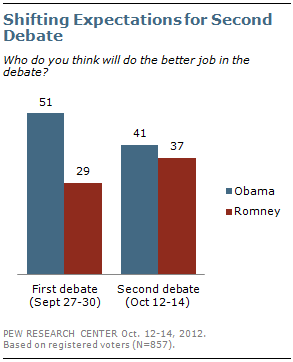 Shifting Expectations for Second
Debate
Who do you think will do the better job in the
debate?
51
29
41
37
Obama
Romney
First debate
(Sept 27-30)
Second debate
(Oct 12-14)
PEW RESEARCH CENTER Oct. 12-14, 2012.
Based on registered voters (N=857).